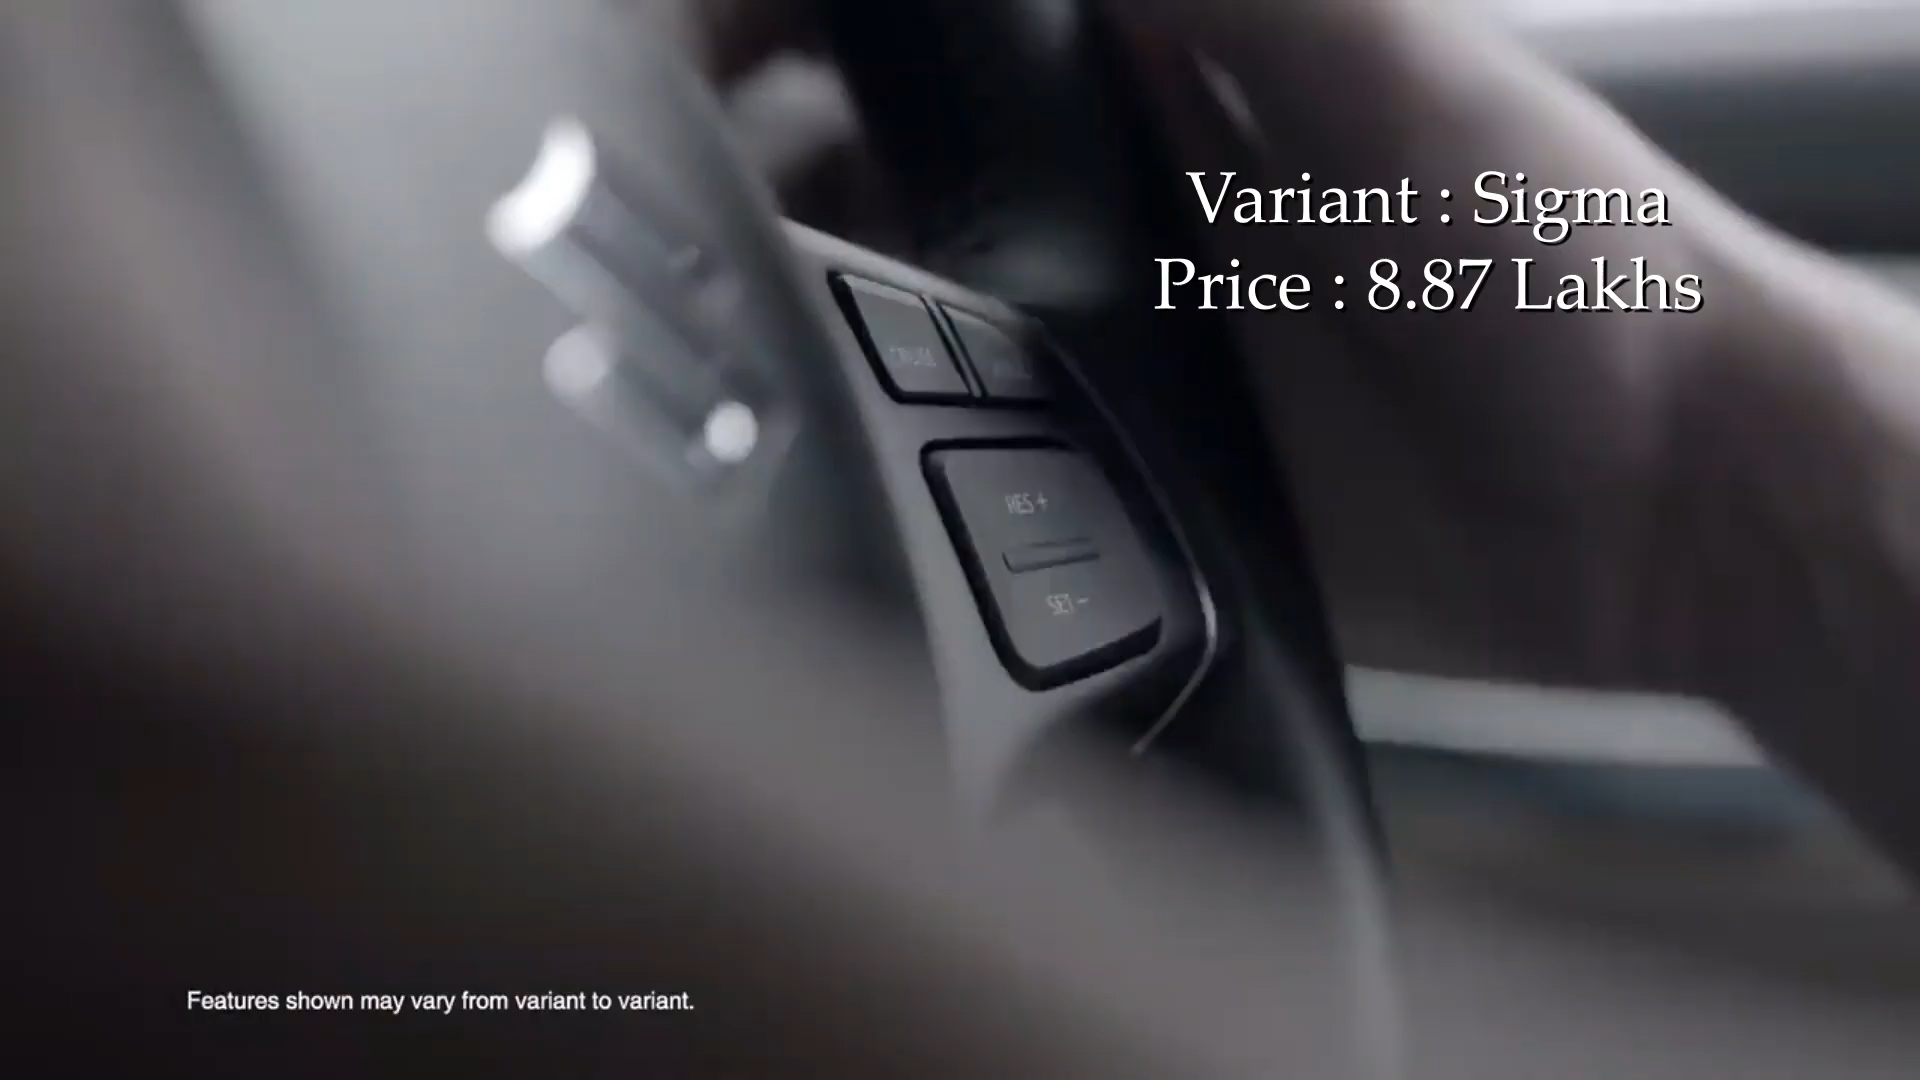 Variant : Sigma
Price : 8.87 Lakhs
RES +
SET -
Features shown may vary from variant to variant.